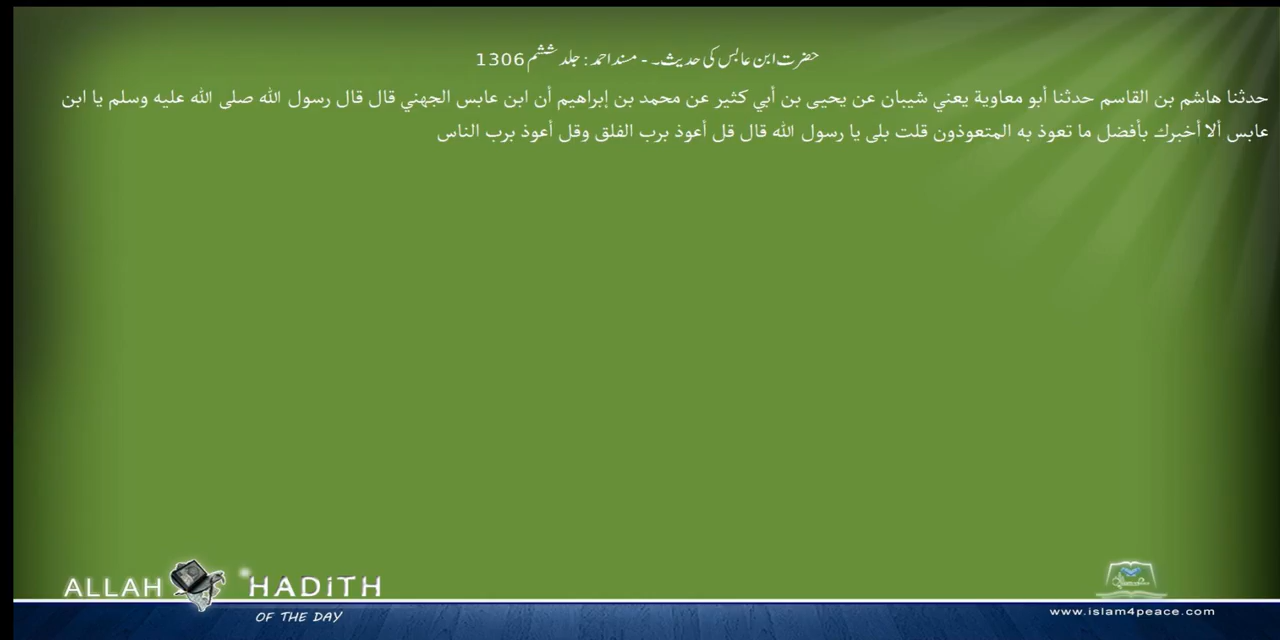 حضرت ابن عابس کی حدیث۔ - مسند احمد : جلد ششم 1306
حدثنا هاشم بن القاسم حدثنا أبو معاوية يعني شيبان عن يحيى بن أبي كثير عن محمد بن إبراهيم أن ابن عابس الجهني قال قال رسول الله صلى الله عليه وسلم يا ابن
عابس ألا أخبرك بأفضل ما تعوذ به المتعوذون قلت بلى يا رسول الله قال قل أعوذ برب الفلق وقل أعوذ برب الناس
ALLAH HADiTH
OF THE DAY
www.islam4peace.com